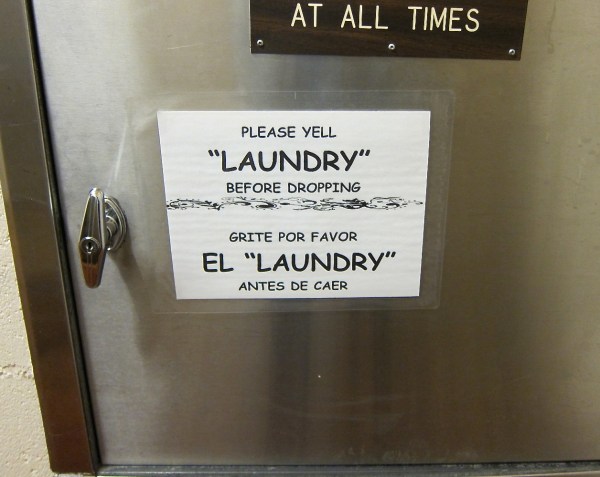 AT ALL TIMES
PLEASE YELL
"LAUNDRY"
BEFORE DROPPING
GRITE POR FAVOR
EL "LAUNDRY"
ANTES DE CAER